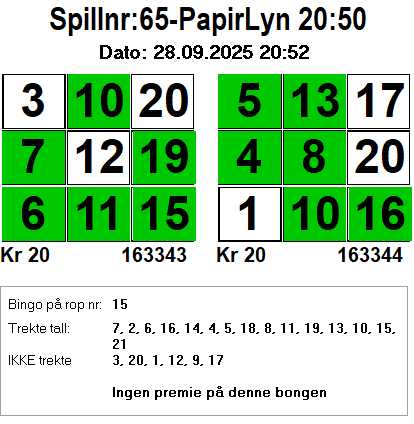 Spillnr:65-PapirLyn 20:50
Dato: 28.09.2025 20:52
3 10 20 5 13 17
7 12 19 4 8 20
6 11 15 1 10 16
Kr 20 163343 Kr 20 163344
Bingo på rop nr: 15
Trekte tall: 7, 2, 6, 16, 14, 4, 5, 18, 8, 11, 19, 13, 10, 15,
21
IKKE trekte 3, 20, 1, 12, 9, 17
Ingen premie på denne bongen